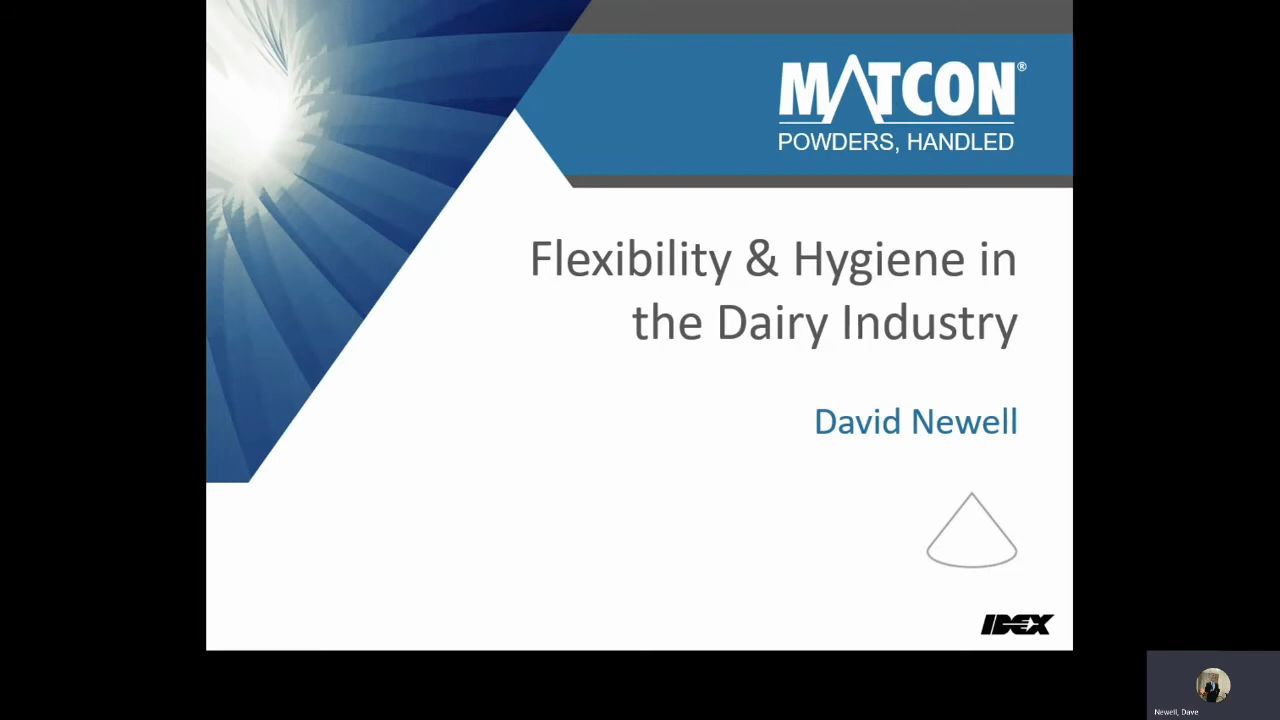 MATCON®
POWDERS, HANDLED
Flexibility & Hygiene in
the Dairy Industry
David Newell
IDEX
Newell, Dave